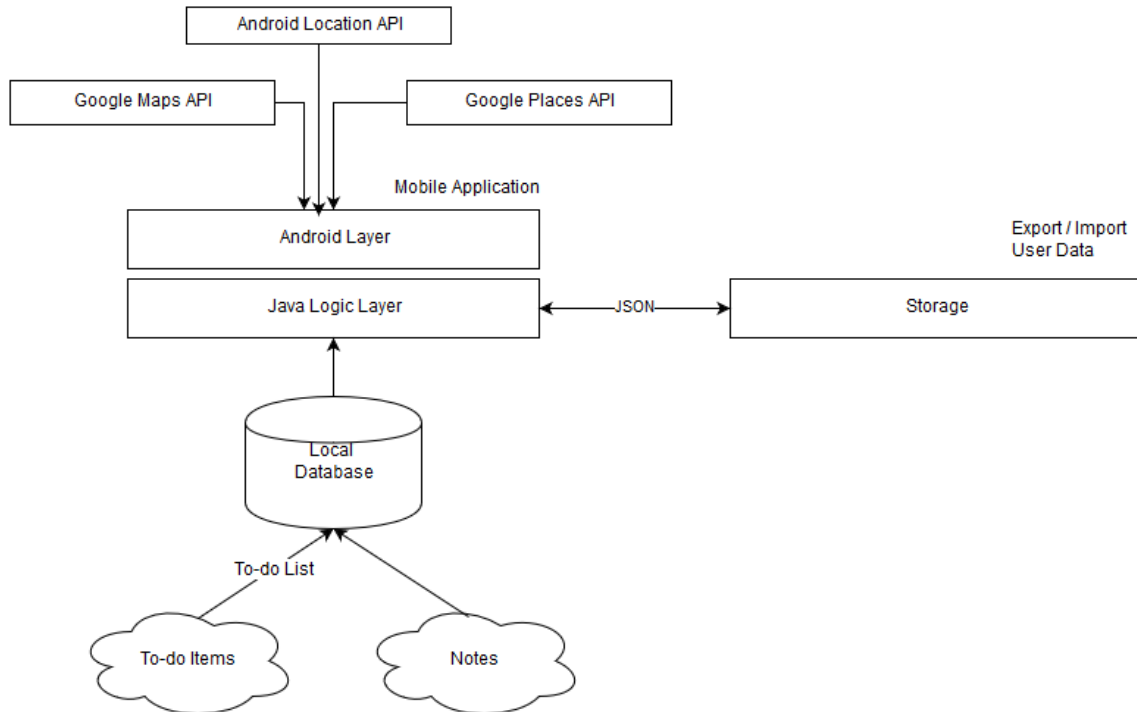 Android Location API
Google Maps API
Google Places API
Mobile Application
Android Layer
Export / Import
User Data
Java Logic Layer
JSON
Storage
Local
Database
To-do List
To-do Items
Notes